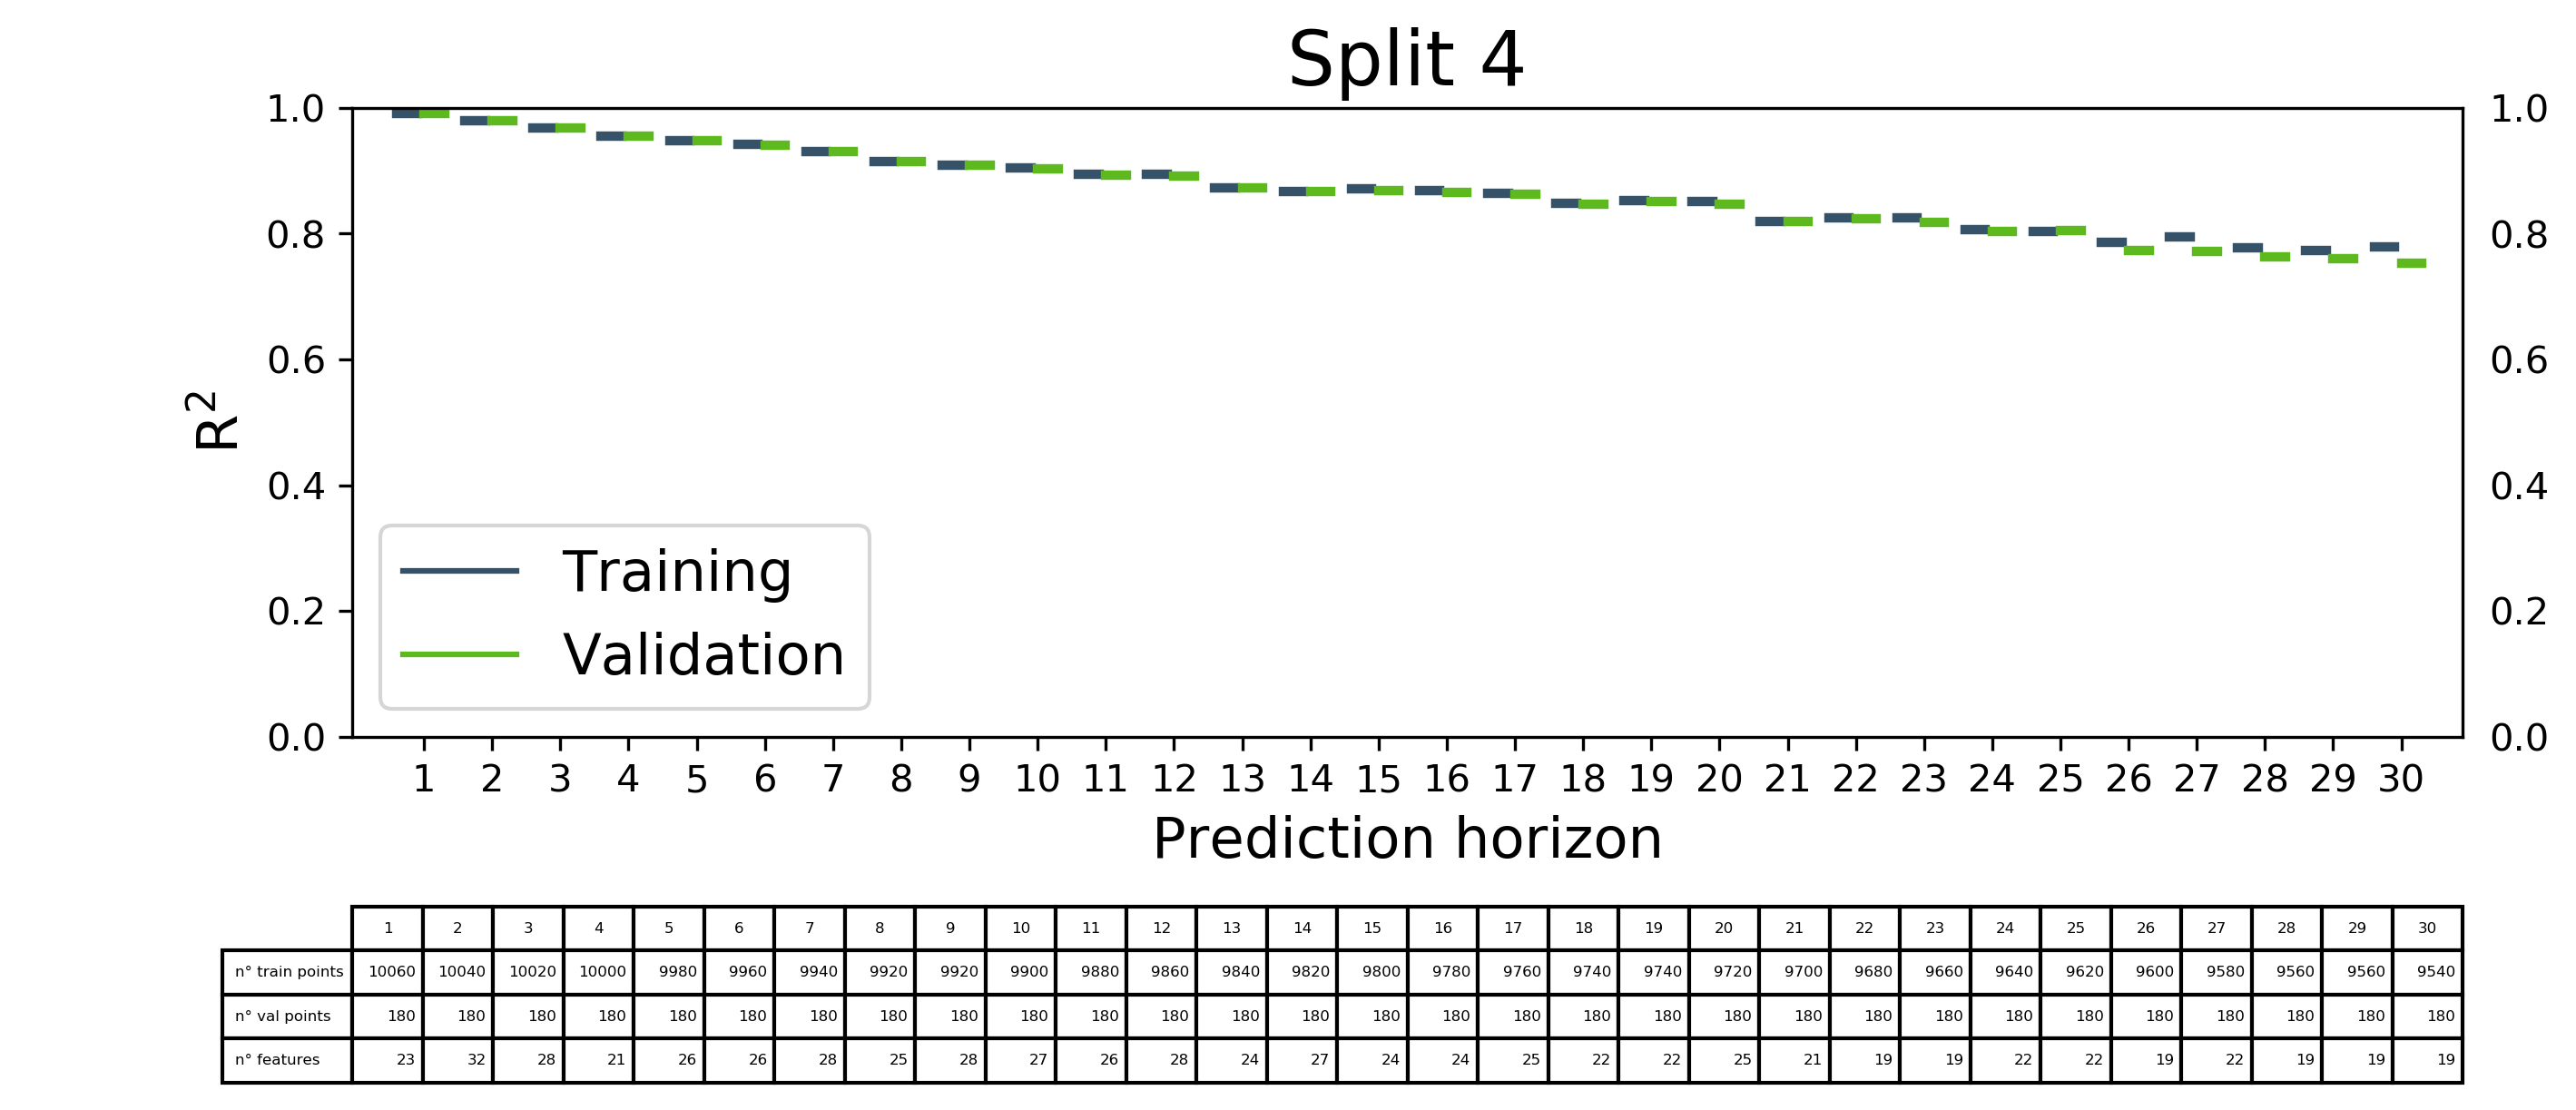 Split 4
1.0 1.0
0.8 0.8
0.6 0.6
0.4 0.4
0.2 0.2
0.0 0.0
R²
Training
Validation
1 2 3 4 5 6 7 8 9 10 11 12 13 14 15 16 17 18 19 20 21 22 23 24 25 26 27 28 29 30
Prediction horizon
1 2 3 4 5 6 7 8 9 10 11 12 13 14 15 16 17 18 19 20 21 22 23 24 25 26 27 28 29 30
n° train points 10060 10040 10020 10000 9980 9960 9940 9920 9920 9900 9880 9860 9840 9820 9800 9780 9760 9740 9740 9720 9700 9680 9660 9640 9620 9600 9580 9560 9560 9540
n° val points 180 180 180 180 180 180 180 180 180 180 180 180 180 180 180 180 180 180 180 180 180 180 180 180 180 180 180 180 180 180
n° features 23 32 28 21 26 26 28 25 28 27 26 28 24 27 24 24 25 22 22 25 21 19 19 22 22 19 22 19 19 19